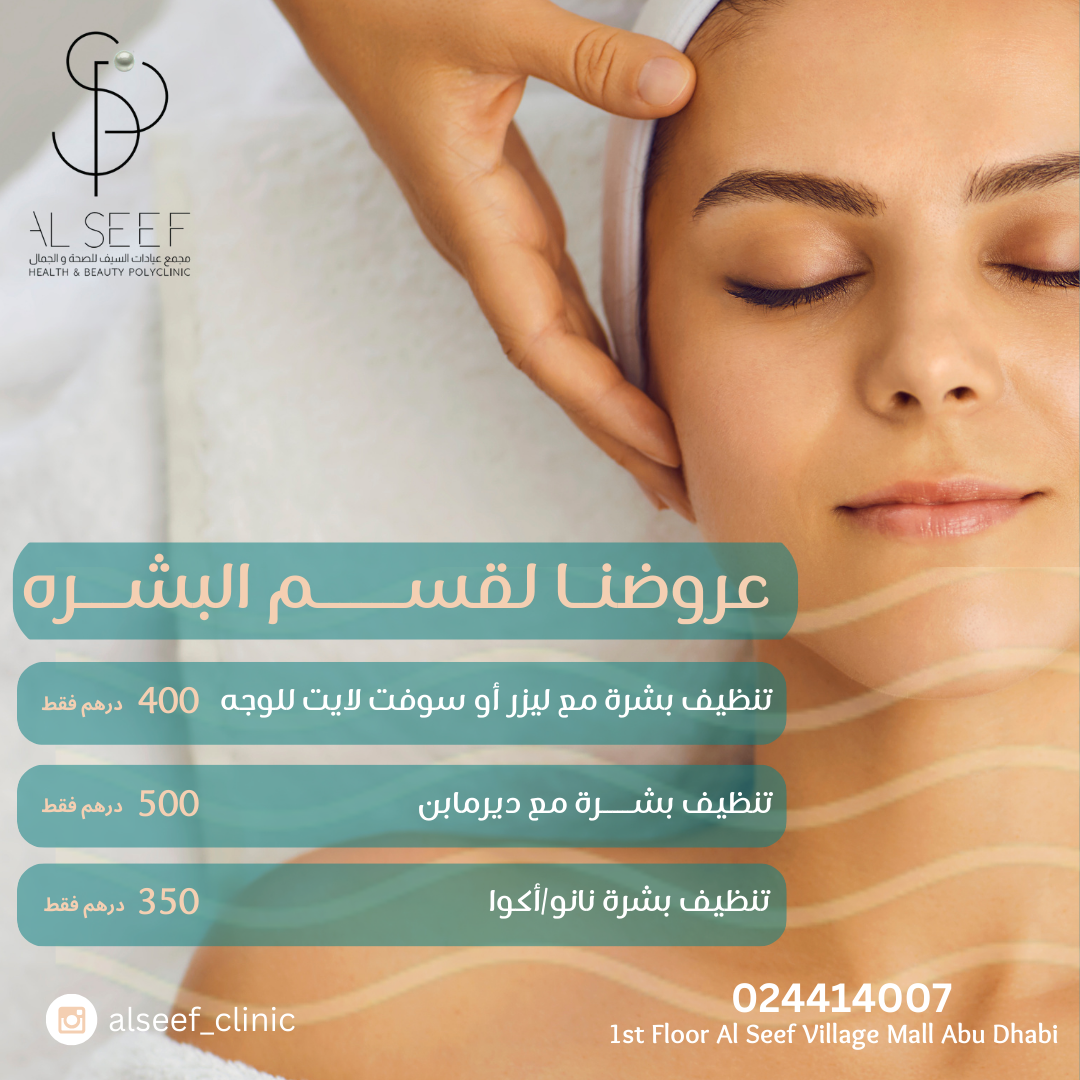 AL SEEF
مجمع عيادات السيف للصحة و الجمال
HEALTH & BEAUTY POLYCLINIC
عروضنا لقسم البشره
تنظيف بشرة مع ليزر أو سوفت لايت للوجه 400 درهم فقط
تنظيف بشرة مع ديرمابن 500 درهم فقط
تنظيف بشرة نانو/أكوا 350 درهم فقط
024414007
alseef_clinic
1st Floor Al Seef Village Mall Abu Dhabi